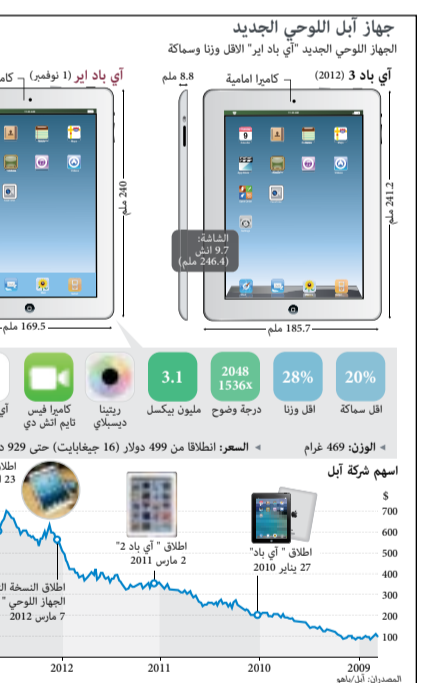 جهاز آبل اللوحي الجديد
الجهاز اللوحي الجديد "آي باد اير" الاقل وزنا وسماكة
آي باد 3 (2012)
كاميرا امامية
8.8 ملم
آي باد اير (1 نوفمبر)
241.2 ملم
240 ملم
الشاشة:
9.7 انش
(246.4 ملم)
185.7 ملم
169.5 ملم
20%
اقل سماكة
28%
اقل وزنا
2048
1536x
درجة وضوح
3.1
مليون بيكسل
ريتينا
ديسبلاي
كاميرا فيس
تايم اتش دي
◂ الوزن: 469 غرام
◂ السعر: انطلاقا من 499 دولار (16 جيغابايت) حتى 929
اسهم شركة آبل
$
700
600
500
400
300
200
100
اطلاق " آي باد"
27 يناير 2010
اطلاق " آي باد 2"
2 مارس 2011
اطلاق النسخة
الجهاز اللوحي "
7 مارس 2012
23
2009
2010
2011
2012
المصدران: آبل/ياهو